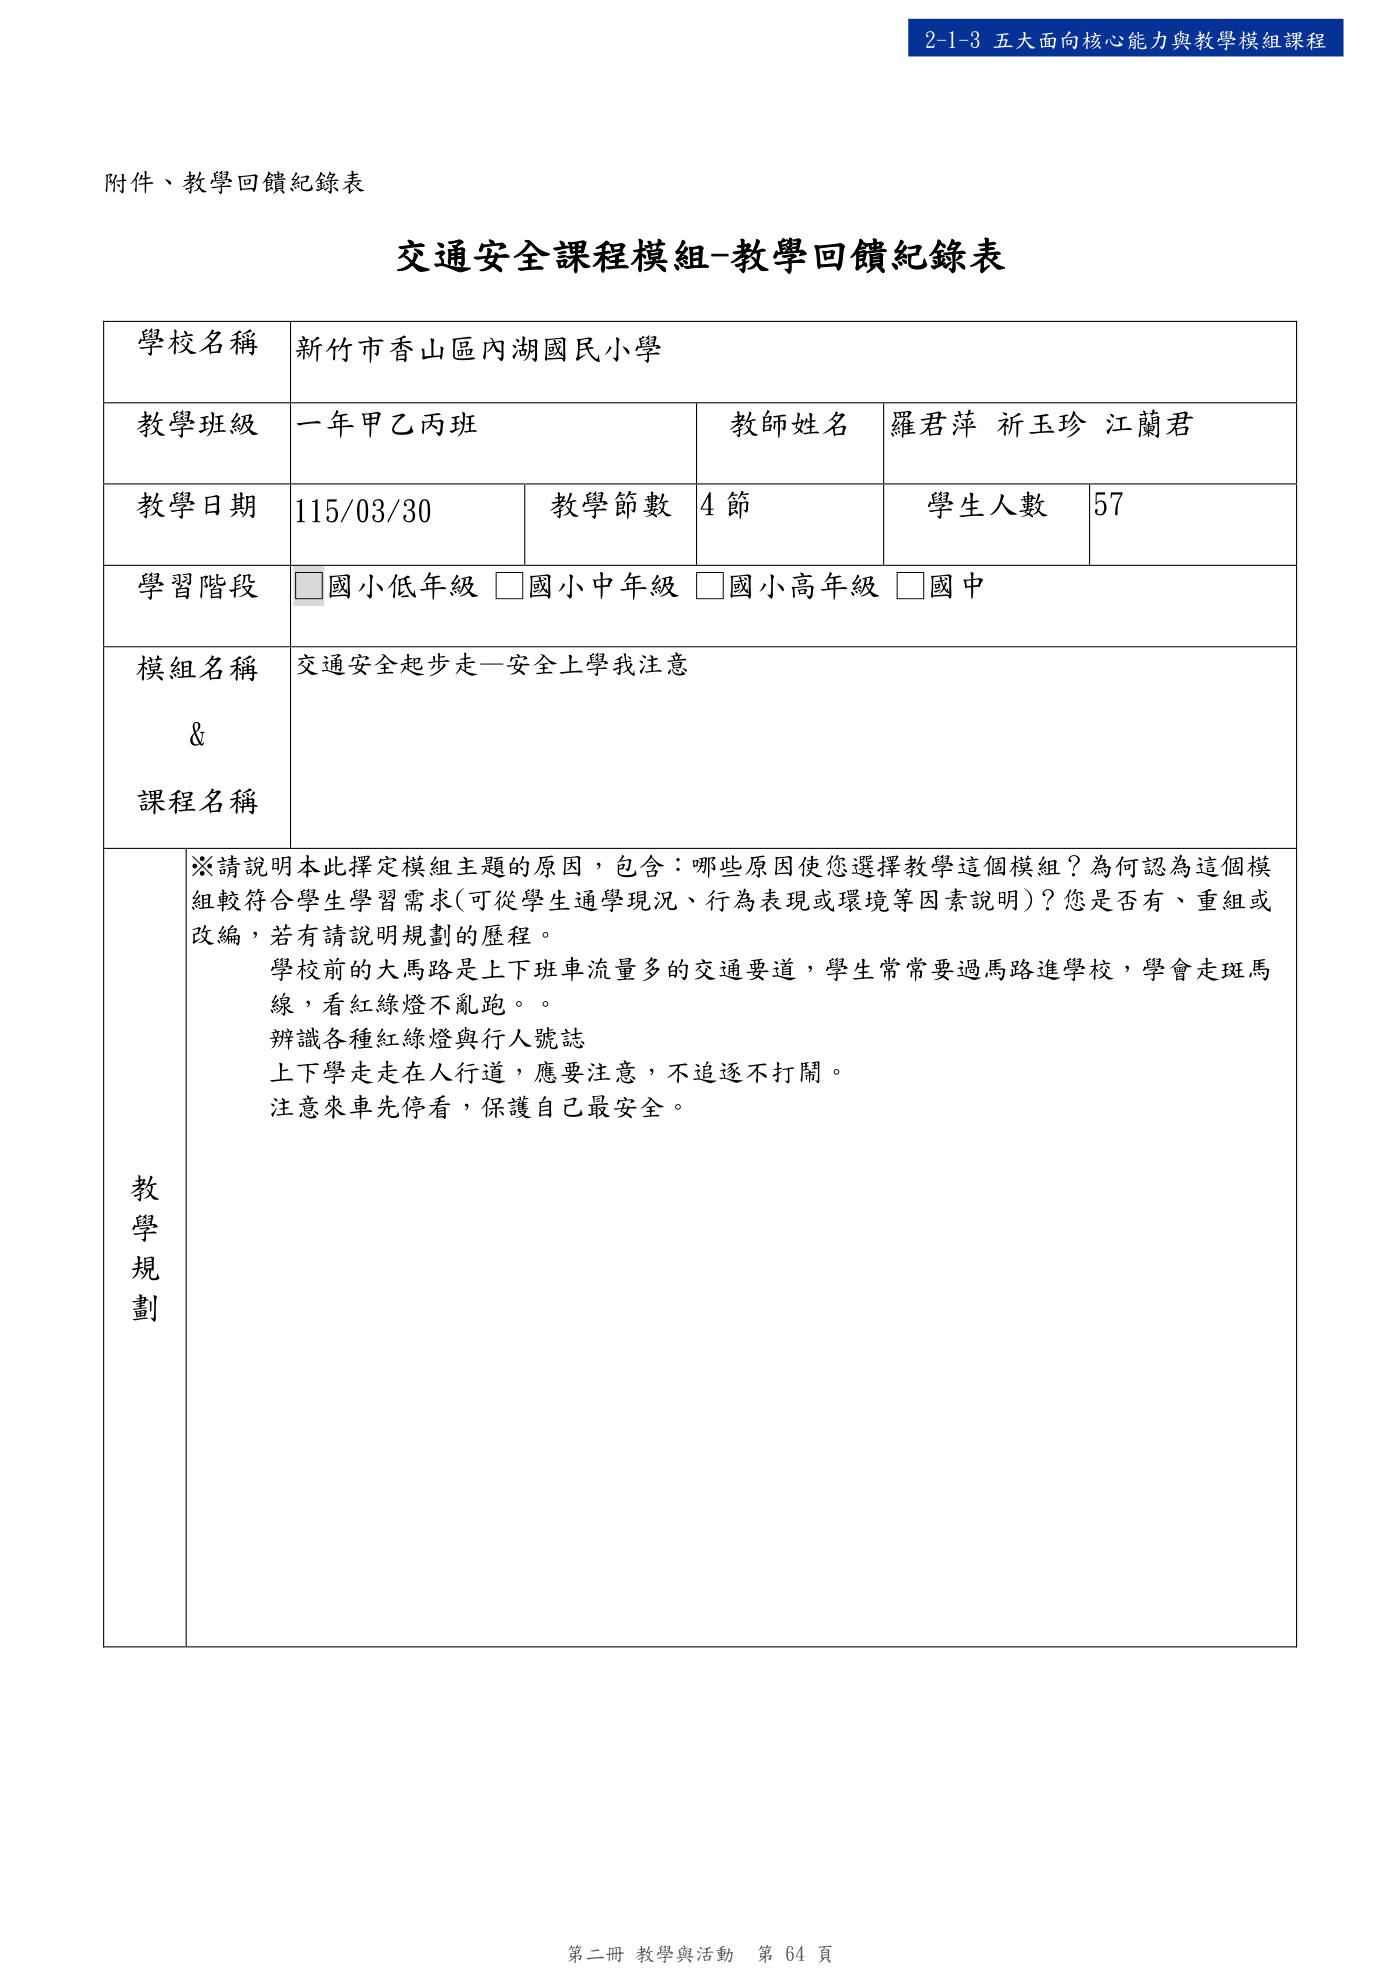 2-1-3 五大面向核心能力與教學模組課程
附件、教學回饋紀錄表
交通安全課程模組-教學回饋紀錄表
學校名稱 新竹市香山區內湖國民小學
教學班級 一年甲乙丙班 教師姓名 羅君萍 祈玉珍 江蘭君
教學日期 115/03/30 教學節數 4 節 學生人數 57
學習階段 □國小低年級 □國小中年級 □國小高年級 □國中
模組名稱 交通安全起步走—安全上學我注意
&
課程名稱
教學規劃
※請說明本此擇定模組主題的原因，包含：哪些原因使您選擇教學這個模組？為何認為這個模
組較符合學生學習需求(可從學生通學現況、行為表現或環境等因素說明)？您是否有、重組或
改編，若有請說明規劃的歷程。
學校前的大馬路是上下班車流量多的交通要道，學生常常要過馬路進學校，學會走斑馬
線，看紅綠燈不亂跑。。
辨識各種紅綠燈與行人號誌
上下學走走在人行道，應要注意，不追逐不打鬧。
注意來車先停看，保護自己最安全。
第二冊 教學與活動 第 64 頁